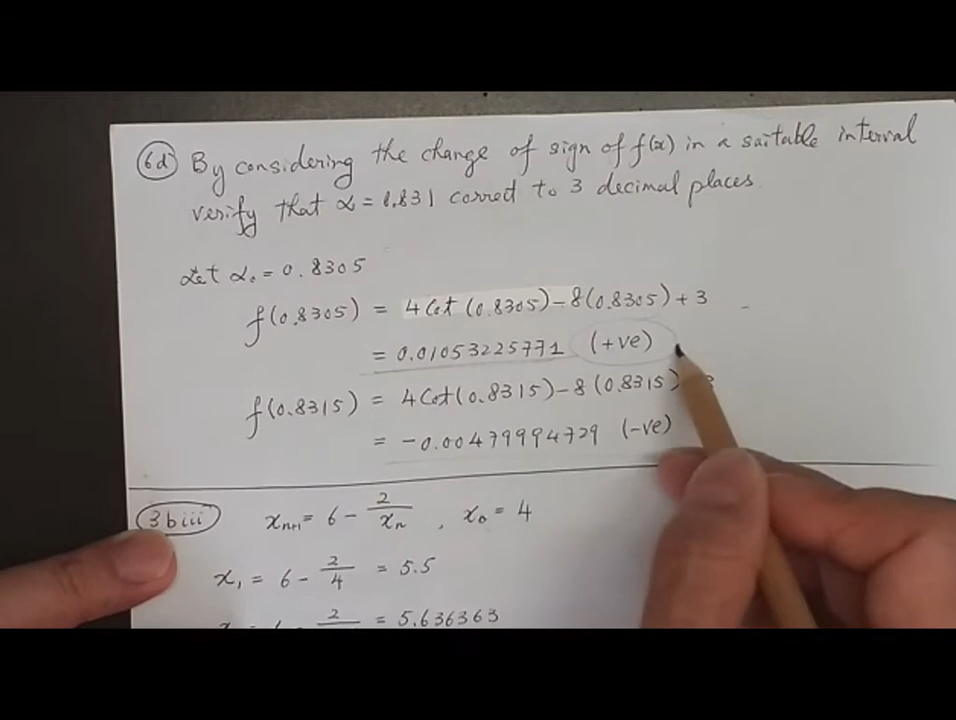 6d By considering the change of sign of f(x) in a suitable interval
verify that α = 0.831 correct to 3 decimal places.
Let α₀ = 0.8305
f(0.8305) = 4Cot(0.8305) - 8(0.8305) + 3
= 0.01053225771 (+ve)
f(0.8315) = 4Cot(0.8315) - 8(0.8315)
= -0.00479994729 (-ve)
3biii xₙ₊₁ = 6 - 2/xₙ , x₀ = 4
x₁ = 6 - 2/4 = 5.5
= 5.636363